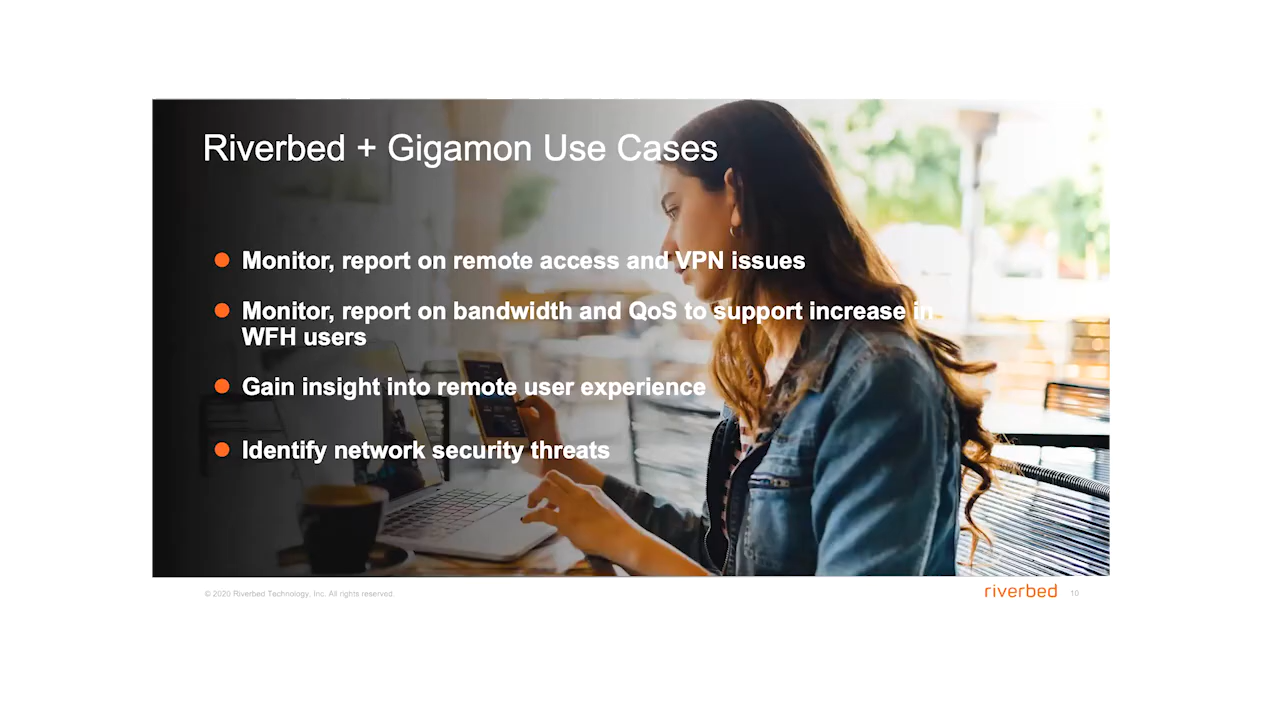 Riverbed + Gigamon Use Cases
Monitor, report on remote access and VPN issues
Monitor, report on bandwidth and QoS to support increase in
WFH users
Gain insight into remote user experience
Identify network security threats
© 2020 Riverbed Technology, Inc. All rights reserved.
riverbed
10